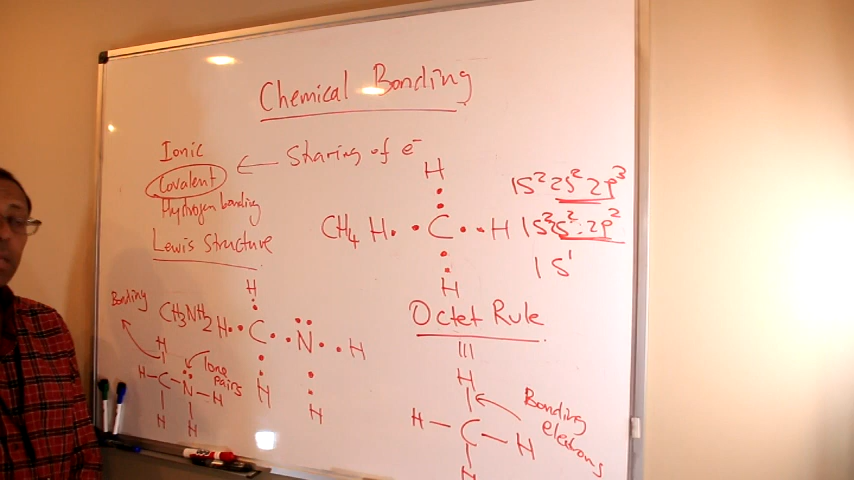 Chemical Bonding
Ionic
Covalent ← Sharing of e⁻
Hydrogen bonding
Lewis Structure
CH₄
H
H · · C · · H
H
1S² 2S² 2P³
1S² 2S² 2P²
1S¹
Octet Rule
III
Bonding
CH₃NH₂
H
H · · C · · N · · H
H H
lone
pairs
H
H–C–N–H
H H
H
H–C–H
H
Bonding
electrons